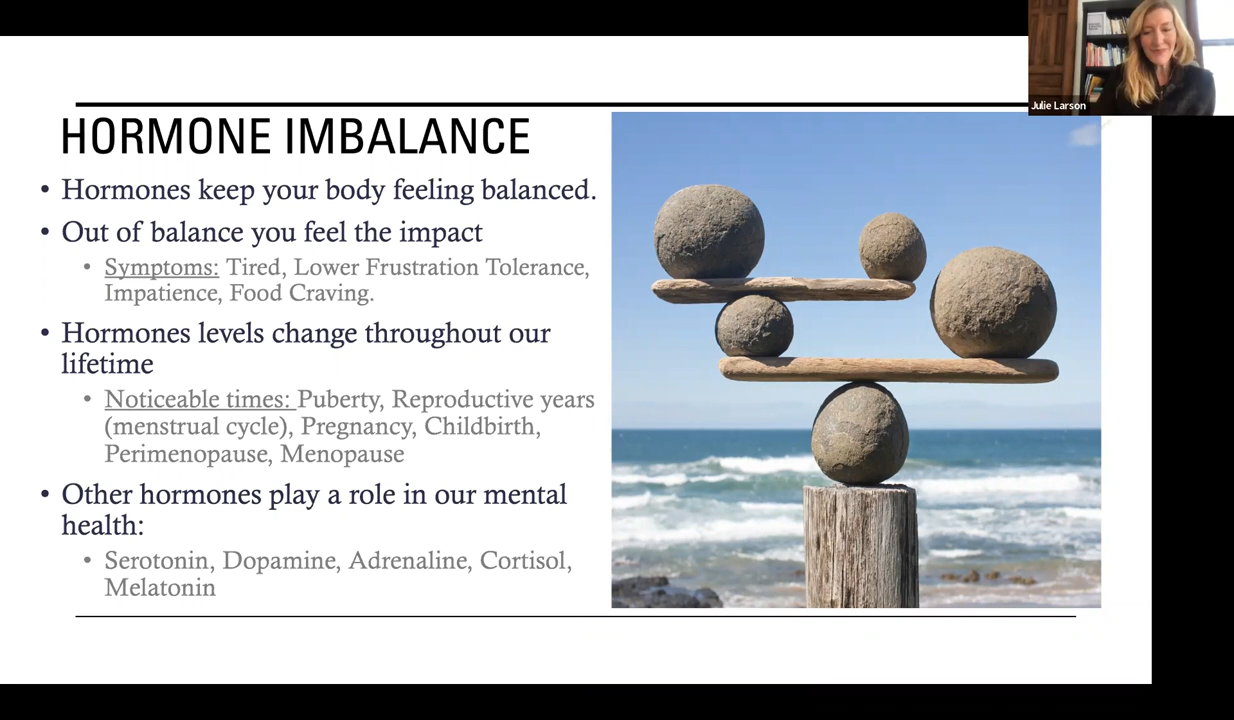 Julie Larson
HORMONE IMBALANCE
• Hormones keep your body feeling balanced.
• Out of balance you feel the impact
• Symptoms: Tired, Lower Frustration Tolerance,
Impatience, Food Craving.
• Hormones levels change throughout our
lifetime
• Noticeable times: Puberty, Reproductive years
(menstrual cycle), Pregnancy, Childbirth,
Perimenopause, Menopause
• Other hormones play a role in our mental
health:
• Serotonin, Dopamine, Adrenaline, Cortisol,
Melatonin